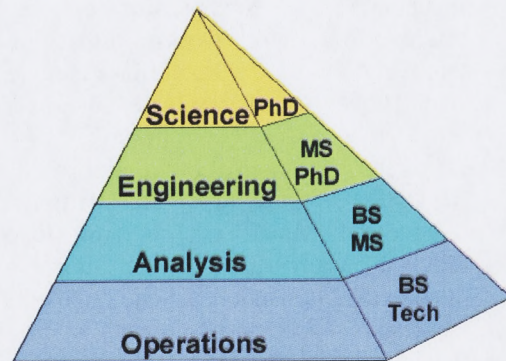 Science
PhD
Engineering
MS
PhD
Analysis
BS
MS
Operations
BS
Tech